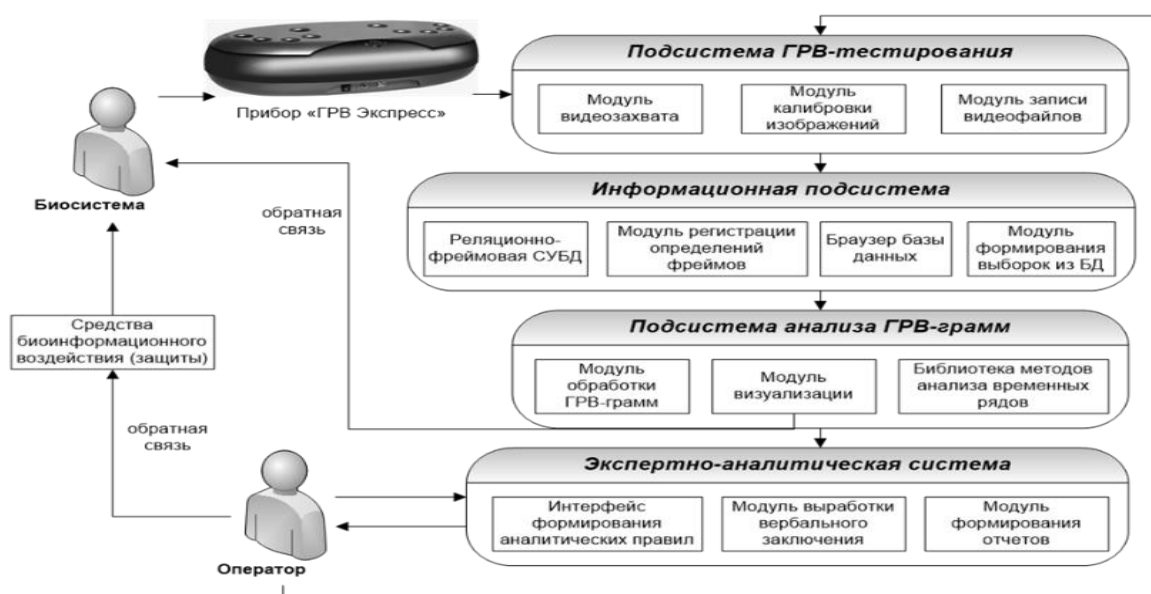 Подсистема ГРВ-тестирования
Модуль
видеозахвата
Модуль
калибровки
изображений
Модуль записи
видеофайлов
Прибор «ГРВ Экспресс»
Биосистема
обратная
связь
Информационная подсистема
Реляционно-
фреймовая СУБД
Модуль регистрации
определений
фреймов
Браузер базы
данных
Модуль
формирования
выборок из БД
Средства
биоинформационного
воздействия (защиты)
Подсистема анализа ГРВ-грамм
Модуль
обработки
ГРВ-грамм
Модуль
визуализации
Библиотека методов
анализа временных
рядов
обратная
связь
Экспертно-аналитическая система
Интерфейс
формирования
аналитических правил
Модуль выработки
вербального
заключения
Модуль
формирования
отчетов
Оператор